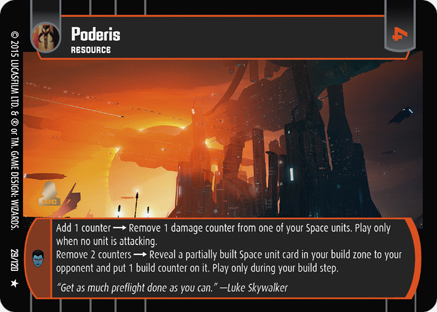 Poderis
RESOURCE
4
© 2015 LUCASFILM LTD. & ® or TM. GAME DESIGN: WIZARDS.
Add 1 counter → Remove 1 damage counter from one of your Space units. Play only
when no unit is attacking.
Remove 2 counters → Reveal a partially built Space unit card in your build zone to your
opponent and put 1 build counter on it. Play only during your build step.
"Get as much preflight done as you can." —Luke Skywalker